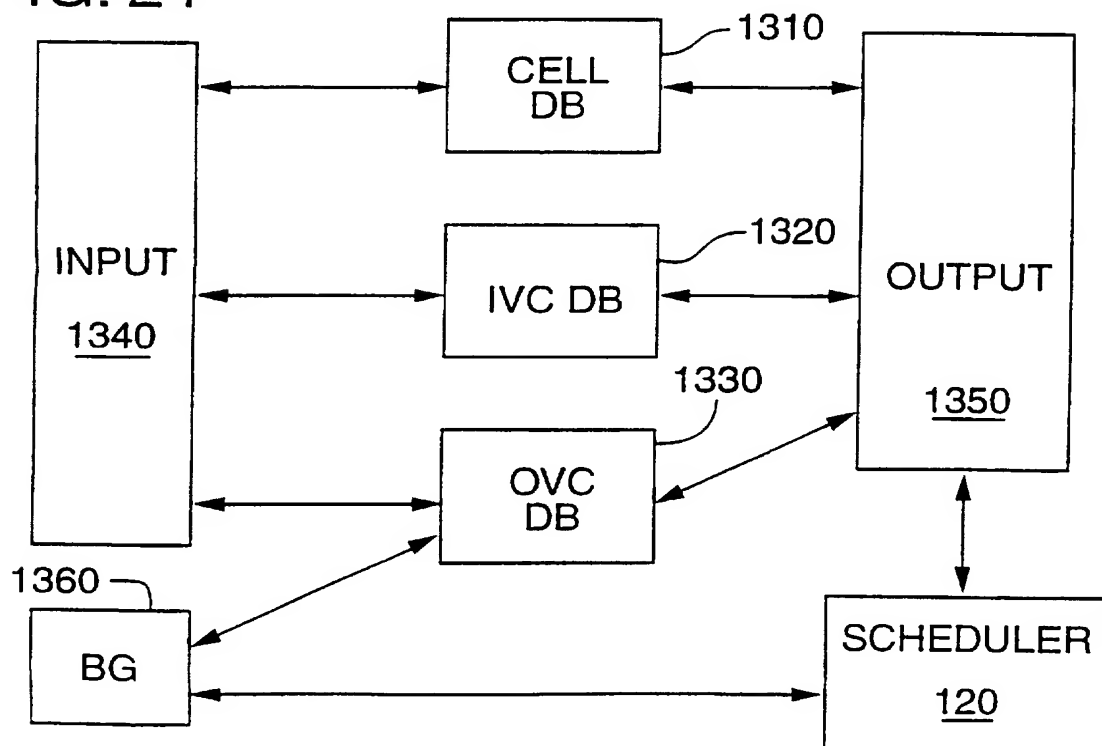 1310
CELL
DB
1320
INPUT
1340
IVC DB
OUTPUT
1350
1330
OVC
DB
1360
BG
SCHEDULER
120